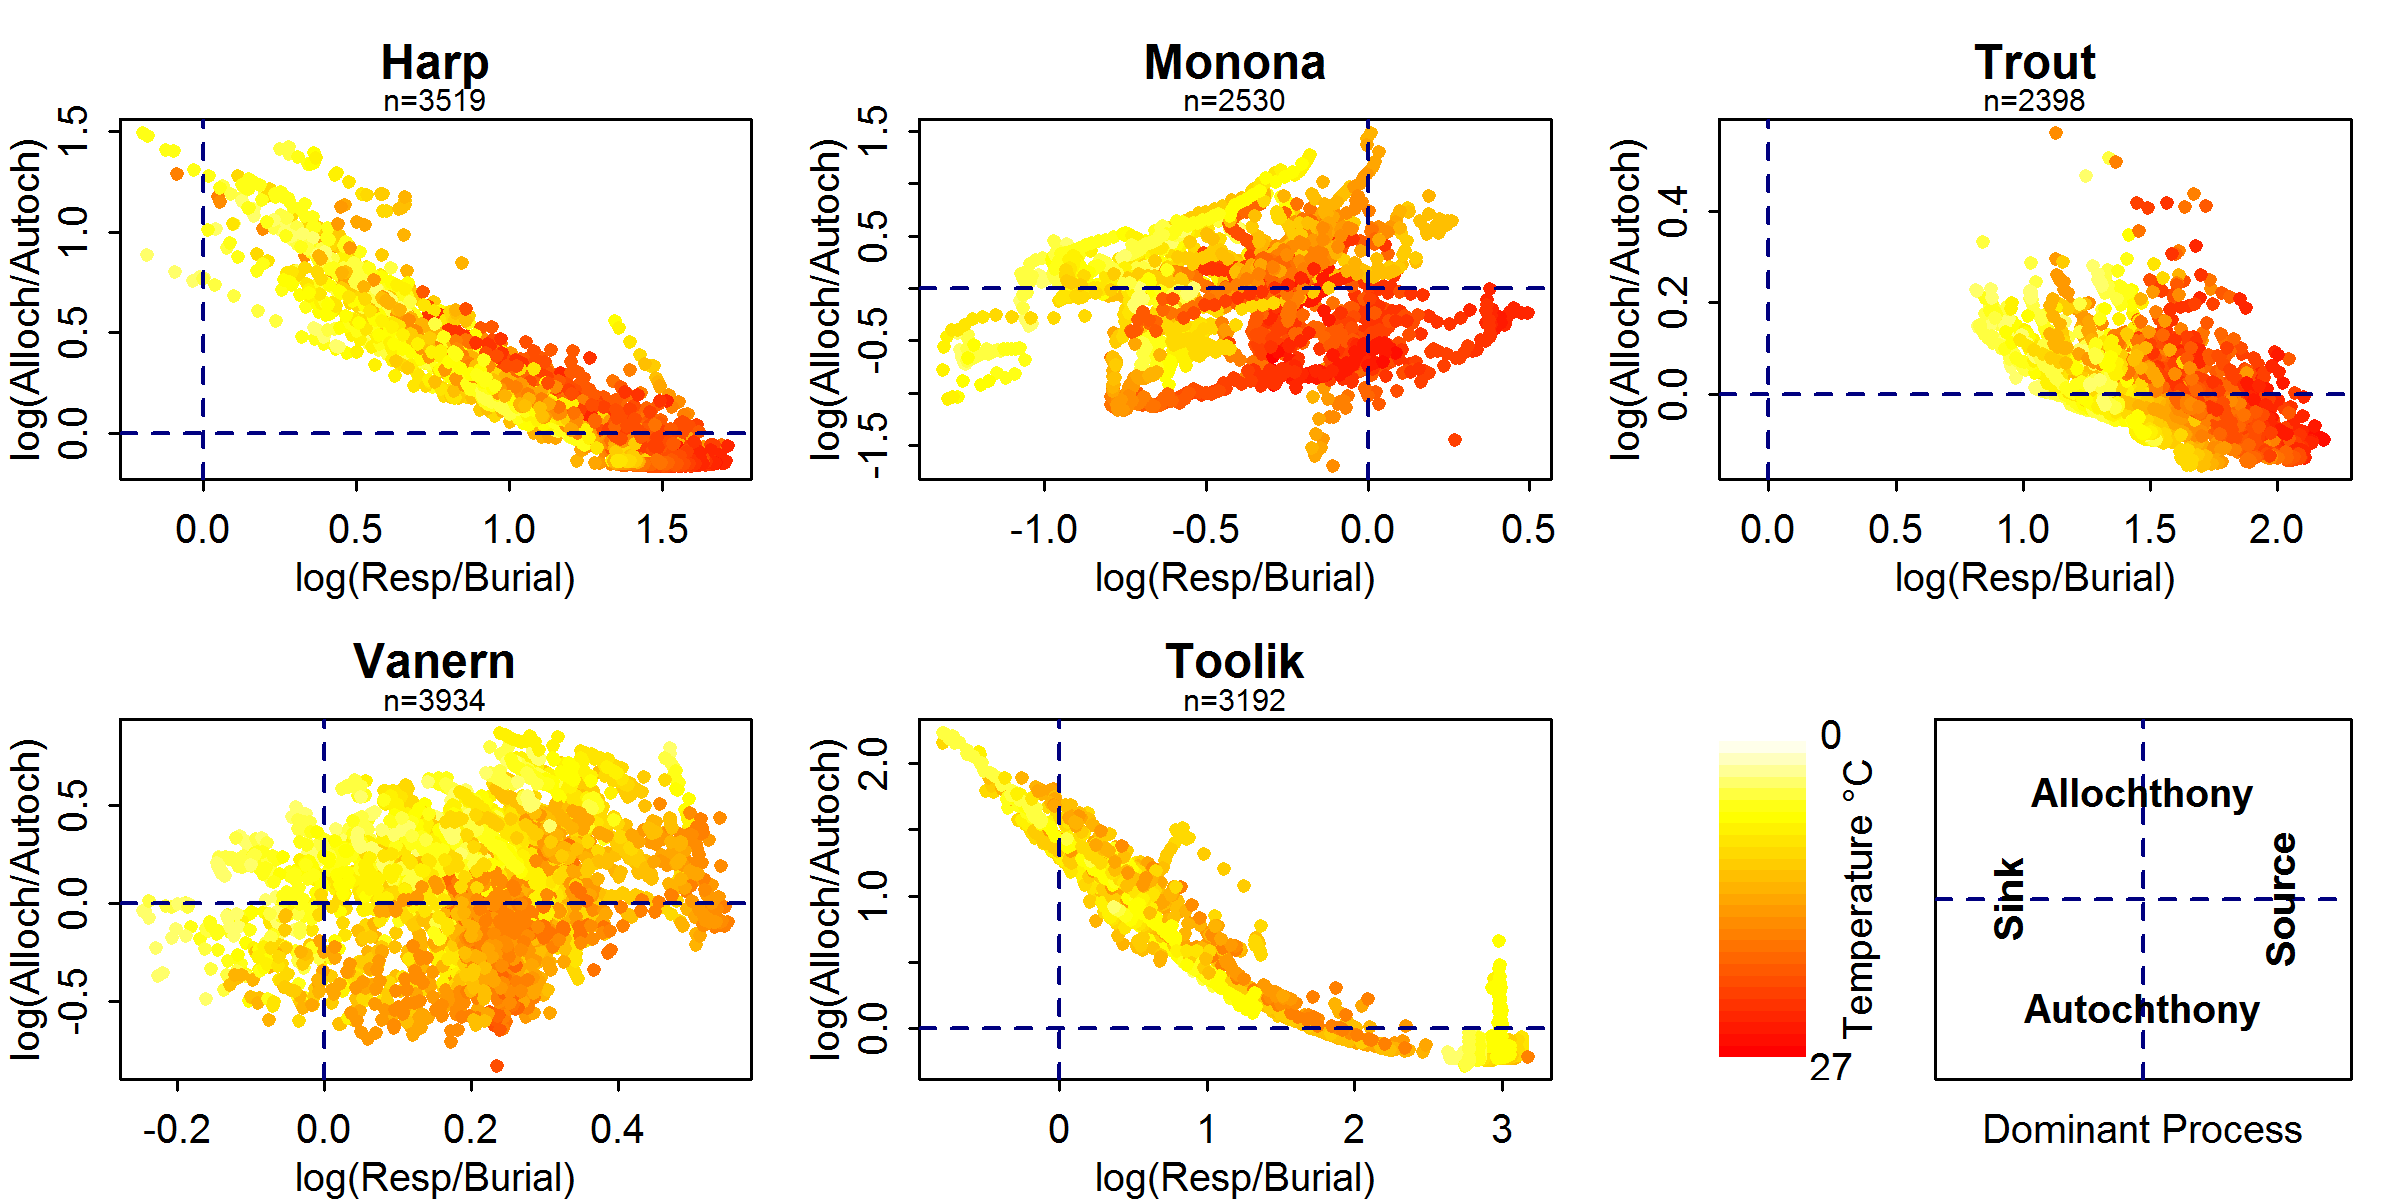 Harp
n=3519
log(Alloch/Autoch)
0.0 0.5 1.0 1.5
0.0 0.5 1.0 1.5
log(Resp/Burial)
Monona
n=2530
log(Alloch/Autoch)
-1.5 -0.5 0.5 1.5
-1.0 -0.5 0.0 0.5
log(Resp/Burial)
Trout
n=2398
log(Alloch/Autoch)
0.0 0.2 0.4
0.0 0.5 1.0 1.5 2.0
log(Resp/Burial)
Vanern
n=3934
log(Alloch/Autoch)
-0.5 0.0 0.5
-0.2 0.0 0.2 0.4
log(Resp/Burial)
Toolik
n=3192
log(Alloch/Autoch)
0.0 1.0 2.0
0 1 2 3
log(Resp/Burial)
0
Temperature °C
27
Allochthony
Sink
Source
Autochthony
Dominant Process